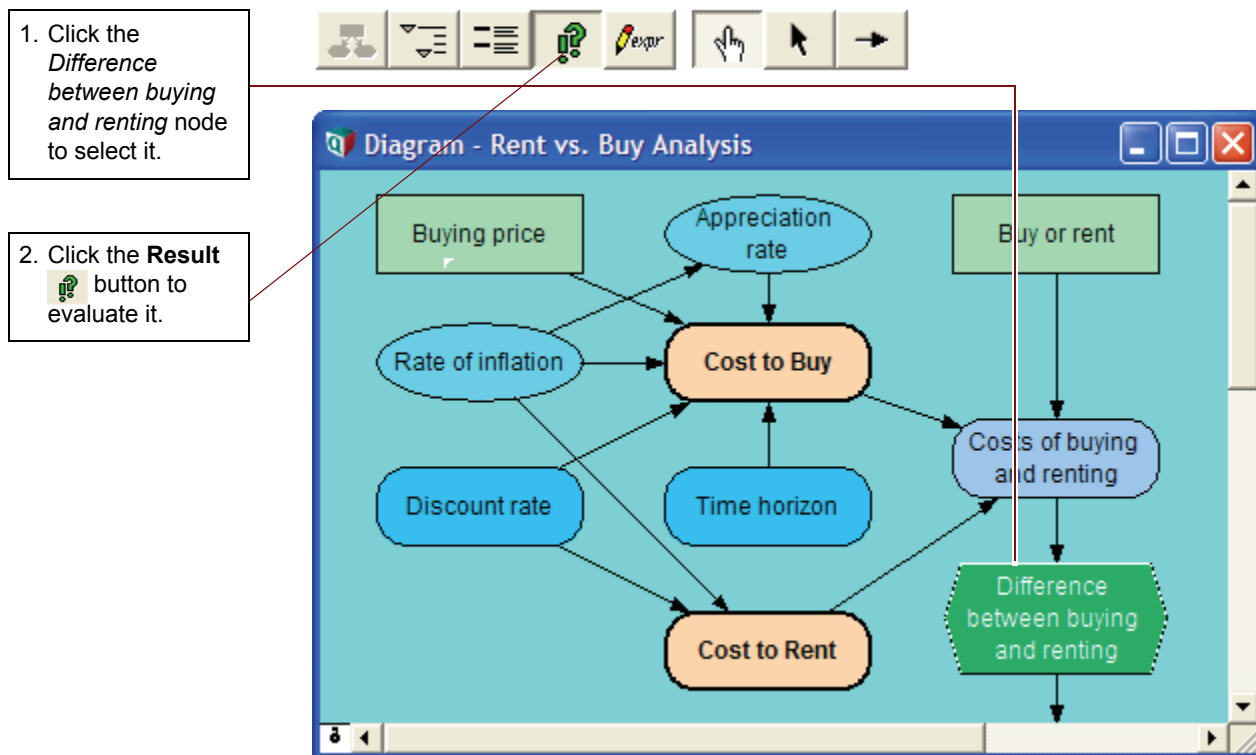 1. Click the
Difference
between buying
and renting node
to select it.
2. Click the Result
button to
evaluate it.
expr
Diagram - Rent vs. Buy Analysis
Buying price
Appreciation
rate
Buy or rent
Rate of inflation
Cost to Buy
Costs of buying
and renting
Discount rate
Time horizon
Difference
between buying
and renting
Cost to Rent